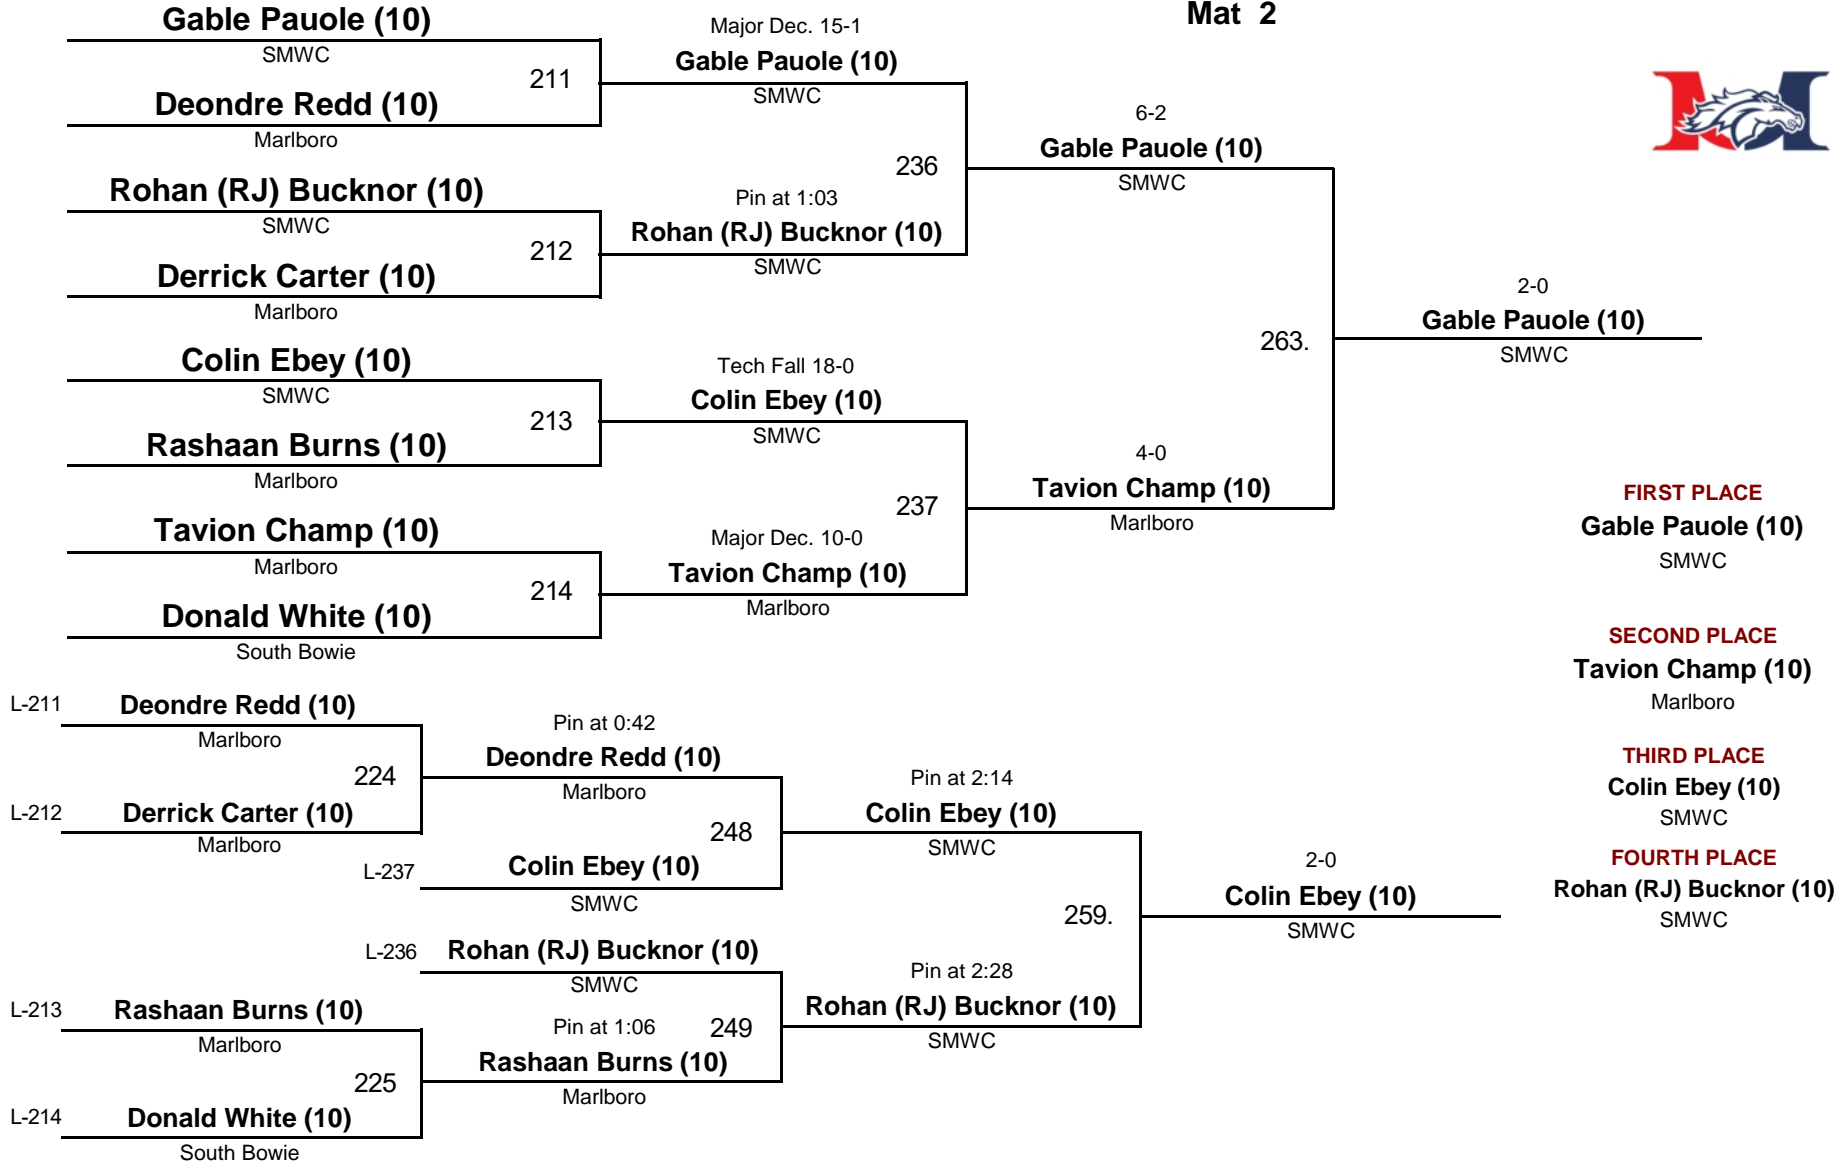 Mat 2
Gable Pauole (10)
SMWC
211
Deondre Redd (10)
Marlboro
Rohan (RJ) Bucknor (10)
SMWC
212
Derrick Carter (10)
Marlboro
Colin Ebey (10)
SMWC
213
Rashaan Burns (10)
Marlboro
Tavion Champ (10)
Marlboro
214
Donald White (10)
South Bowie
Major Dec. 15-1
Gable Pauole (10)
SMWC
236
Pin at 1:03
Rohan (RJ) Bucknor (10)
SMWC
Tech Fall 18-0
Colin Ebey (10)
SMWC
237
Major Dec. 10-0
Tavion Champ (10)
Marlboro
6-2
Gable Pauole (10)
SMWC
263.
4-0
Tavion Champ (10)
Marlboro
2-0
Gable Pauole (10)
SMWC
FIRST PLACE
Gable Pauole (10)
SMWC
SECOND PLACE
Tavion Champ (10)
Marlboro
THIRD PLACE
Colin Ebey (10)
SMWC
FOURTH PLACE
Rohan (RJ) Bucknor (10)
SMWC
L-211
Deondre Redd (10)
Marlboro
224
L-212
Derrick Carter (10)
Marlboro
Pin at 0:42
Deondre Redd (10)
Marlboro
248
L-237
Colin Ebey (10)
SMWC
L-236
Rohan (RJ) Bucknor (10)
SMWC
249
L-213
Rashaan Burns (10)
Marlboro
225
L-214
Donald White (10)
South Bowie
Pin at 1:06
Rashaan Burns (10)
Marlboro
Pin at 2:14
Colin Ebey (10)
SMWC
259.
Pin at 2:28
Rohan (RJ) Bucknor (10)
SMWC
2-0
Colin Ebey (10)
SMWC
M